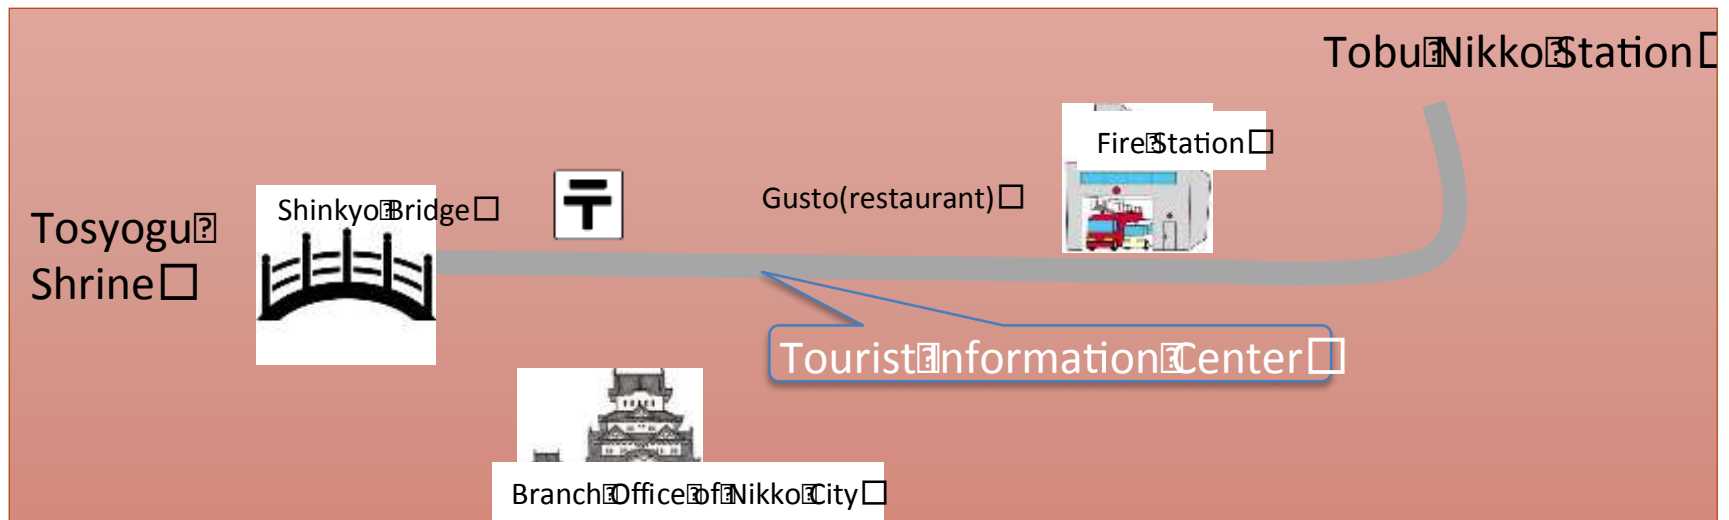 Tobu Nikko Station
Fire Station
Gusto(restaurant)
Shinkyo Bridge
〒
Tosyogu
Shrine
Tourist Information Center
Branch Office of Nikko City